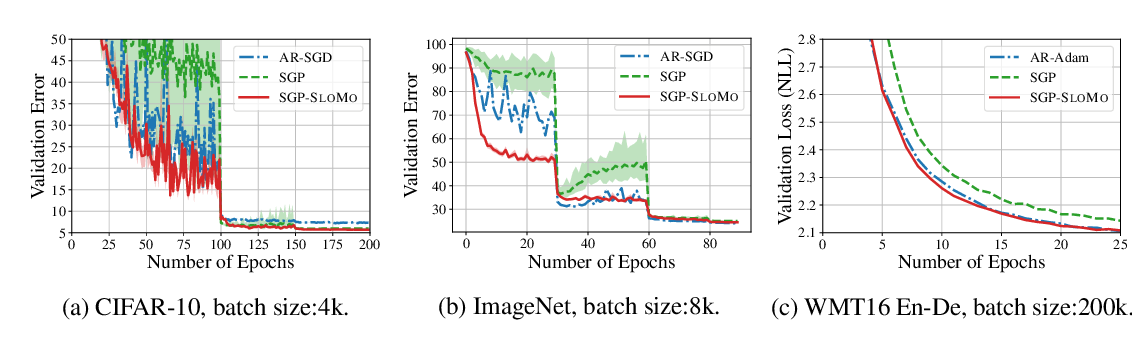 50
45
40
35
30
25
20
15
10
5
0 25 50 75 100 125 150 175 200
Validation Error
Number of Epochs
AR-SGD
SGP
SGP-SLOMO
(a) CIFAR-10, batch size:4k.
100
90
80
70
60
50
40
30
0 20 40 60 80
Validation Error
Number of Epochs
AR-SGD
SGP
SGP-SLOMO
(b) ImageNet, batch size:8k.
2.8
2.7
2.6
2.5
2.4
2.3
2.2
2.1
0 5 10 15 20 25
Validation Loss (NLL)
Number of Epochs
AR-Adam
SGP
SGP-SLOMO
(c) WMT16 En-De, batch size:200k.